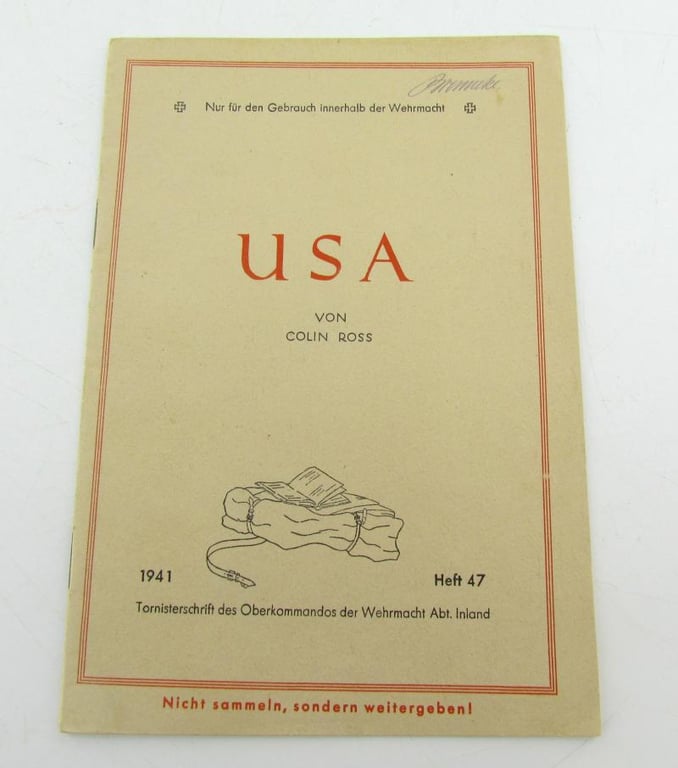 Nur für den Gebrauch innerhalb der Wehrmacht
USA
VON
COLIN ROSS
1941
Heft 47
Tornisterschrift des Oberkommandos der Wehrmacht Abt. Inland
Nicht sammeln, sondern weitergeben!